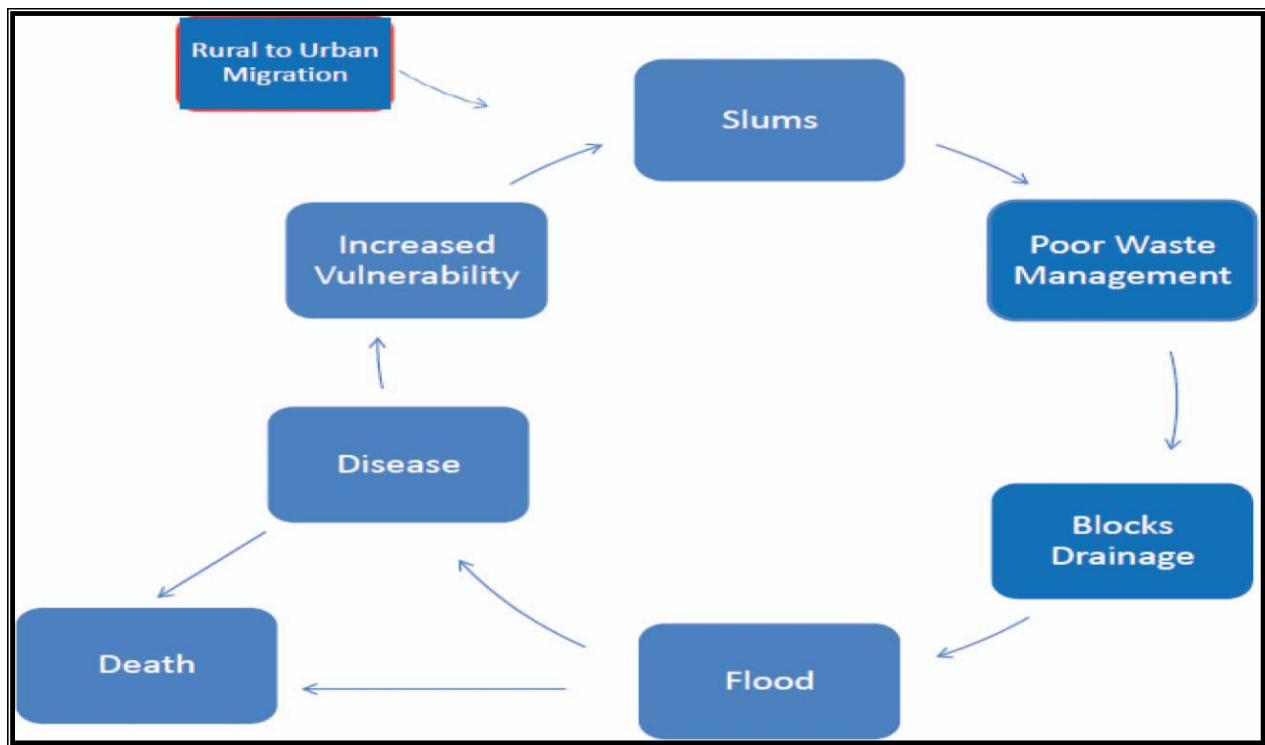 Rural to Urban
Migration
Slums
Increased
Vulnerability
Poor Waste
Management
Disease
Blocks
Drainage
Death
Flood